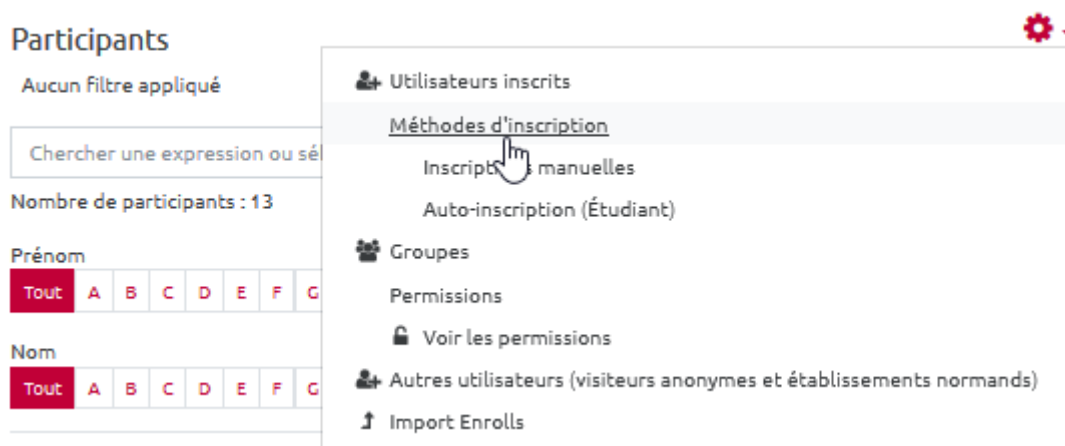 Participants
Aucun filtre appliqué
Chercher une expression ou sél
Nombre de participants : 13
Prénom
Tout A B C D E F G
Nom
Tout A B C D E F G
Utilisateurs inscrits
Méthodes d'inscription
Inscriptions manuelles
Auto-inscription (Étudiant)
Groupes
Permissions
Voir les permissions
Autres utilisateurs (visiteurs anonymes et établissements normands)
Import Enrolls